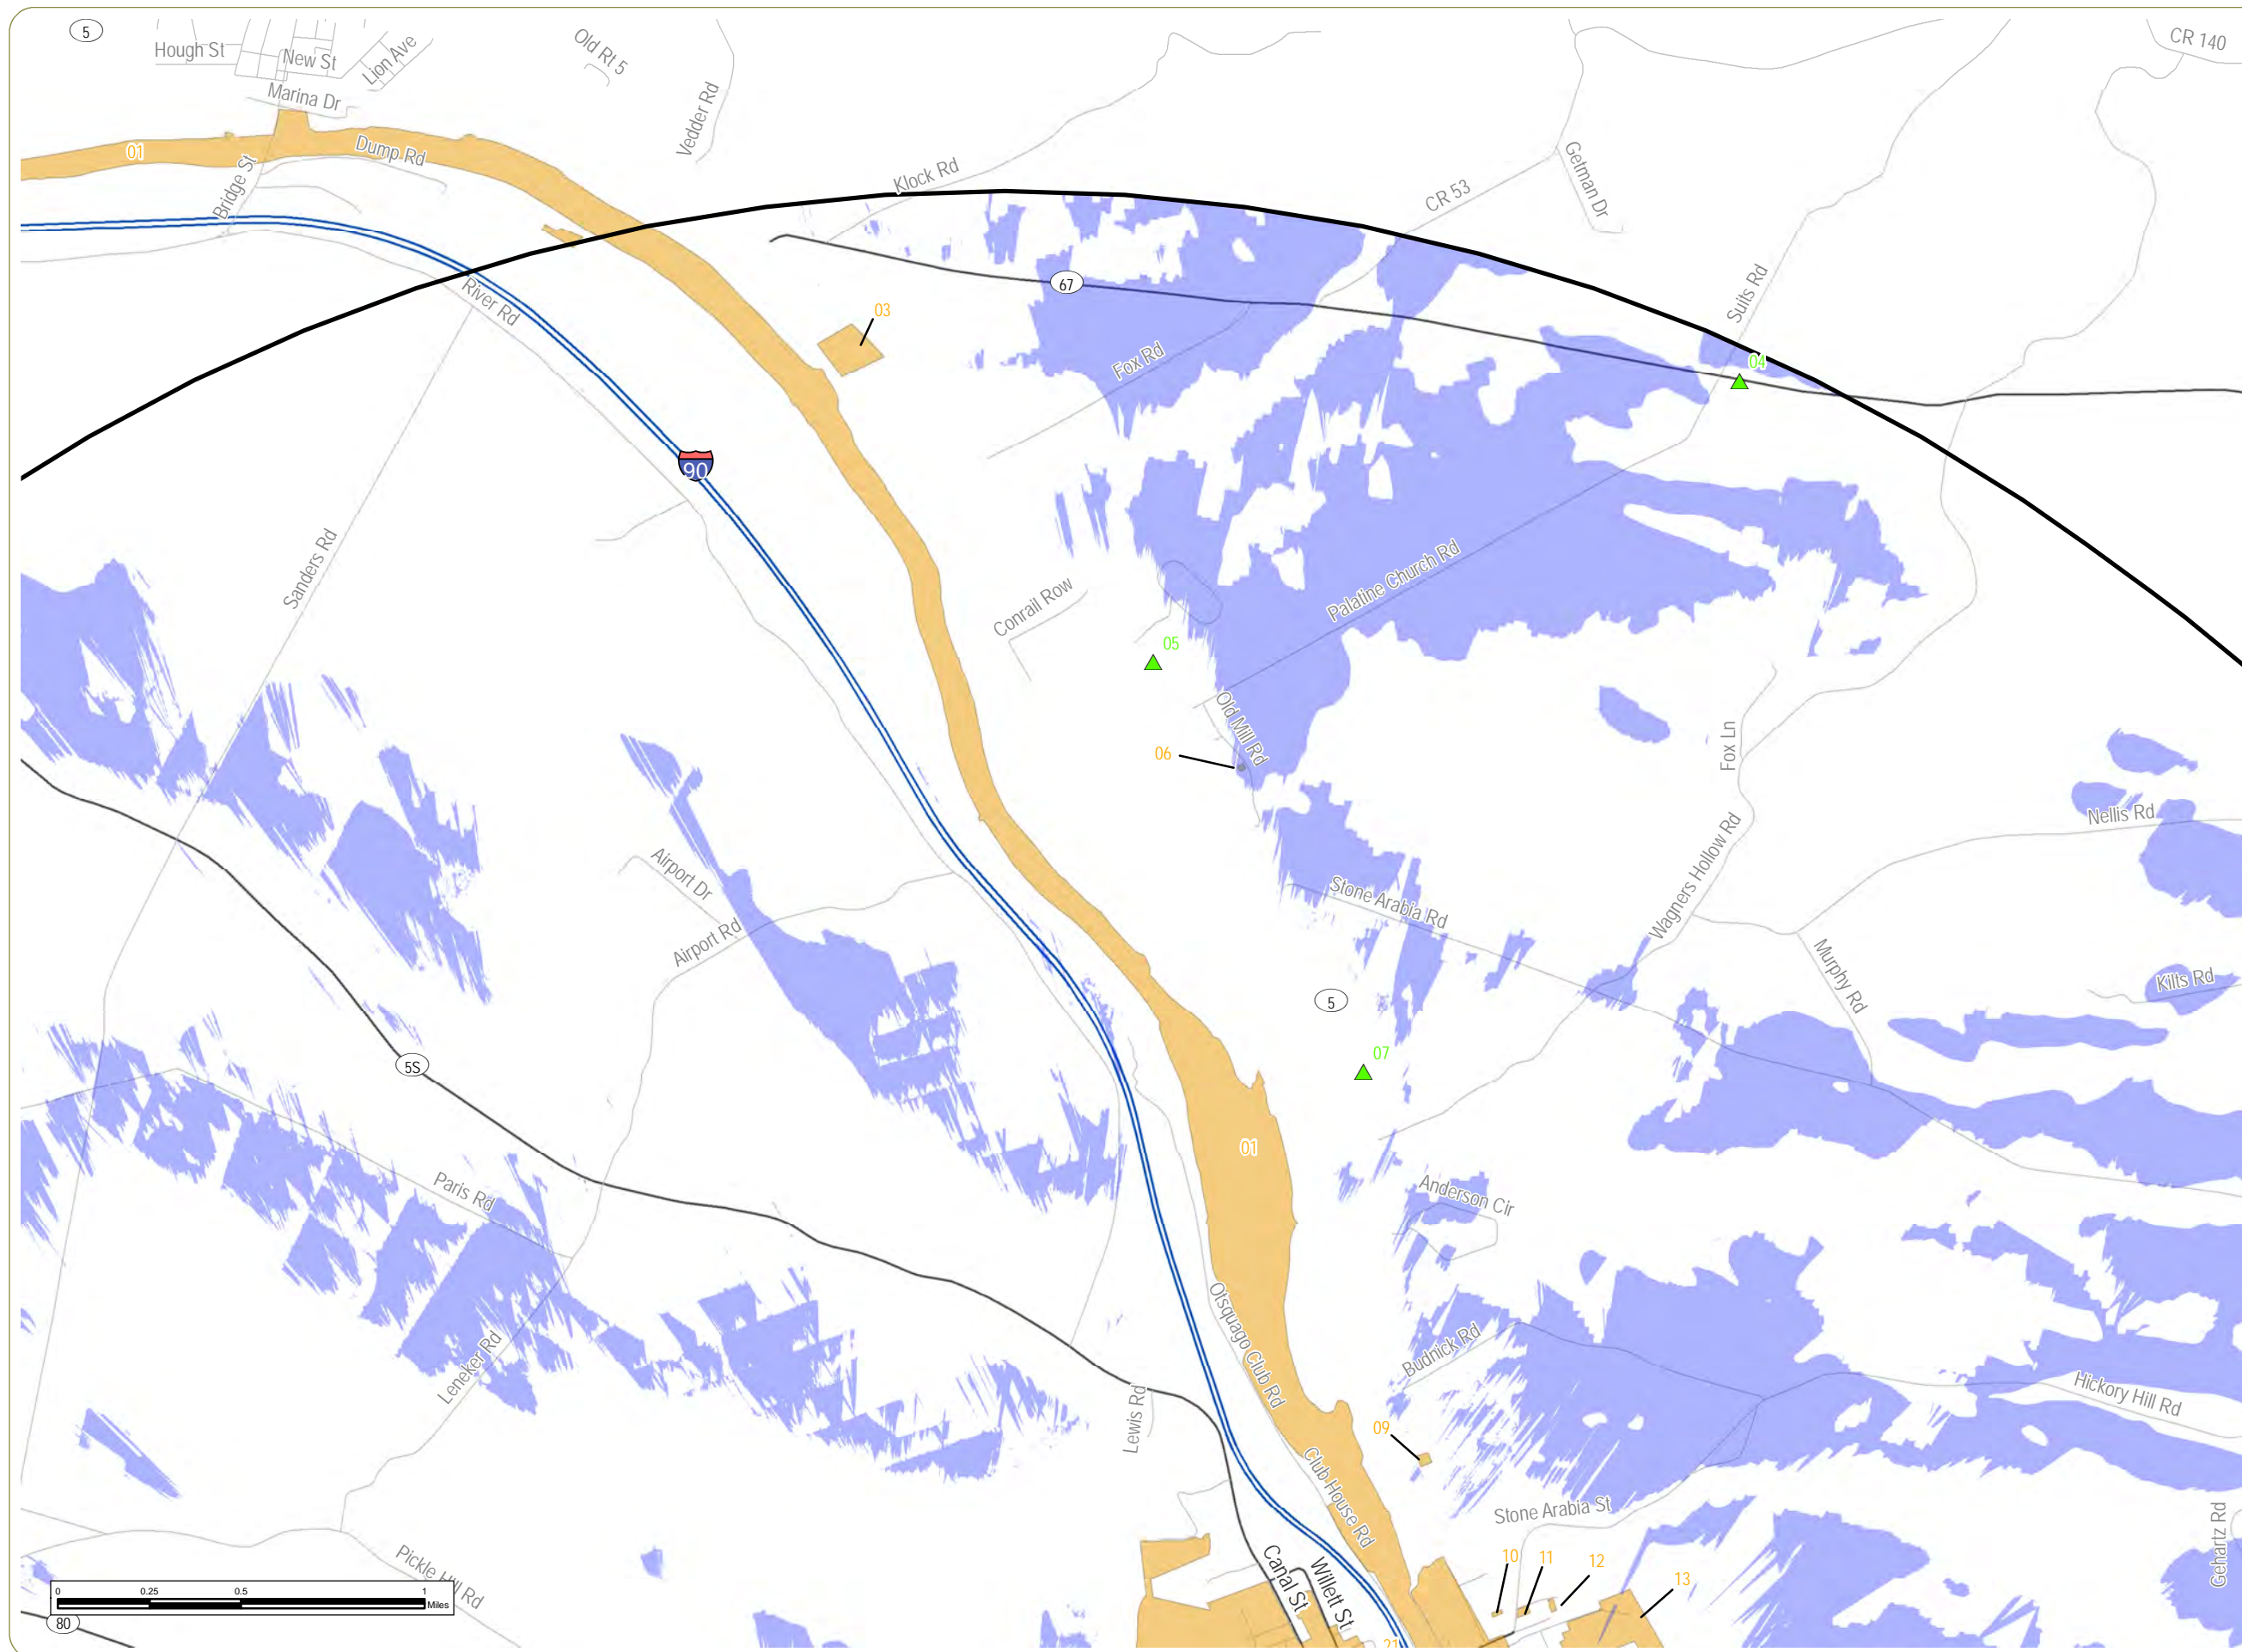 5
Hough St
New St
Lion Ave
Old Rt 5
CR 140
Marina Dr
Vedder Rd
01
Dump Rd
Bridge St
Klock Rd
CR 53
Getman Dr
67
River Rd
Suits Rd
03
Fox Rd
04
90
Sanders Rd
Conrail Row
Palatine Church Rd
05
Old Mill Rd
06
Fox Ln
Nellis Rd
Wagners Hollow Rd
Airport Dr
Stone Arabia Rd
Airport Rd
Murphy Rd
Kilts Rd
5
5S
07
01
Paris Rd
Anderson Cir
Otsquago Club Rd
Budnick Rd
Leneker Rd
Hickory Hill Rd
Lewis Rd
09
Club House Rd
Stone Arabia St
Gehartz Rd
Pickle Hill Rd
Canal St
Willett St
10
11
12
13
0
0.25
0.5
1
Miles
80
21